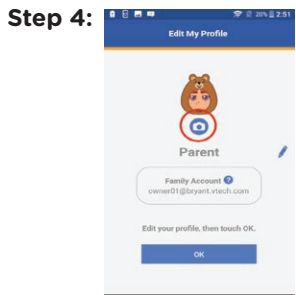 Step 4:
20% 2:51
Edit My Profile
Parent
Family Account ?
owner01@bryant.vtech.com
Edit your profile, then touch OK.
OK